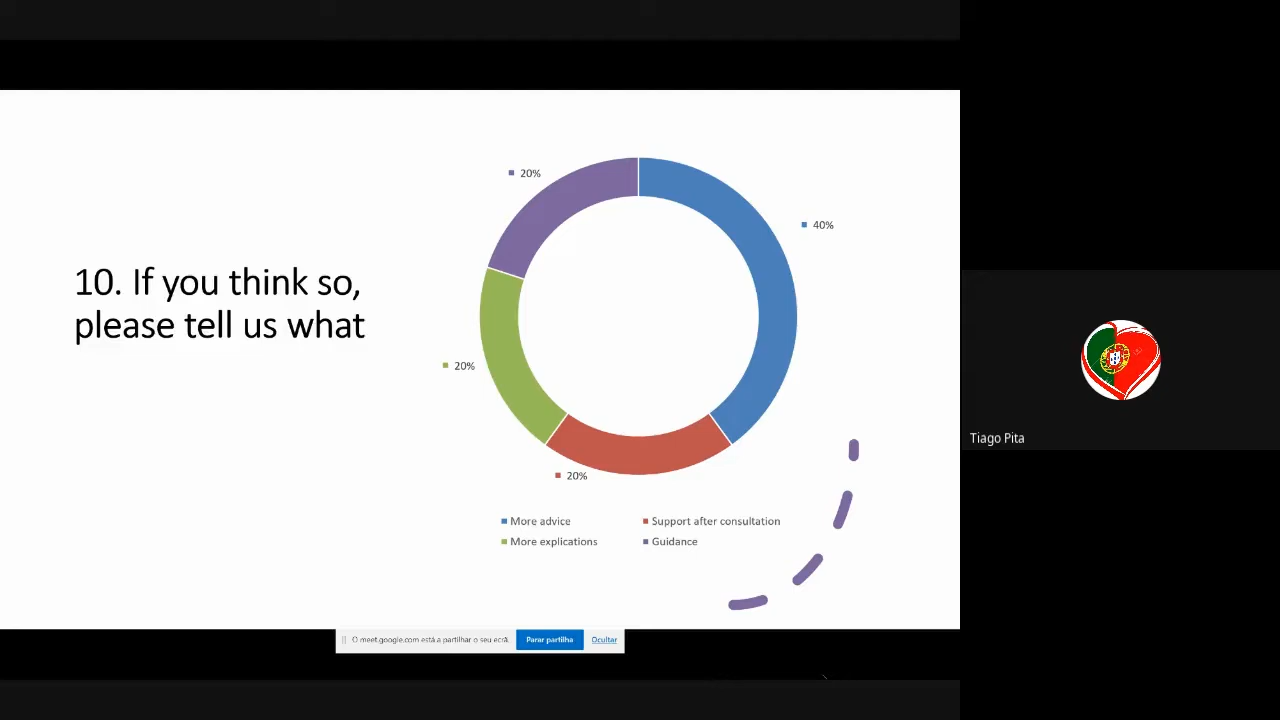 10. If you think so,
please tell us what
20%
40%
20%
20%
More advice
Support after consultation
More explications
Guidance
Tiago Pita
O meet.google.com está a partilhar o seu ecrã.
Parar partilha
Ocultar